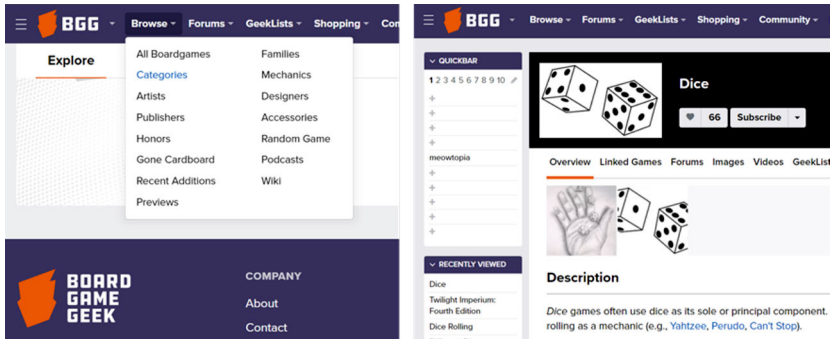 BGG Browse Forums GeekLists Shopping
Explore
All Boardgames Families
Categories Mechanics
Artists Designers
Publishers Accessories
Honors Random Game
Gone Cardboard Podcasts
Recent Additions Wiki
Previews
BOARD
GAME
GEEK
COMPANY
About
Contact
BGG Browse Forums GeekLists Shopping Community
QUICKBAR
1 2 3 4 5 6 7 8 9 10
meowtopia
RECENTLY VIEWED
Dice
Twilight Imperium:
Fourth Edition
Dice Rolling
Dice
66 Subscribe
Overview Linked Games Forums Images Videos GeekList
Description
Dice games often use dice as its sole or principal component.
rolling as a mechanic (e.g., Yahtzee, Perudo, Can't Stop).